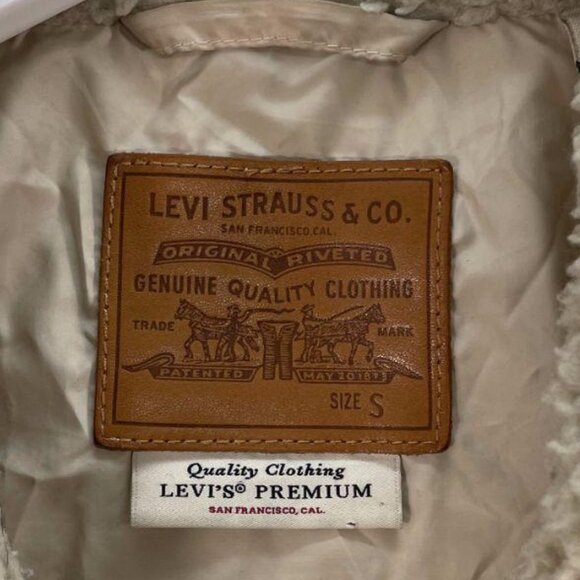 LEVI STRAUSS & CO.
SAN FRANCISCO, CAL.
ORIGINAL RIVETED
GENUINE QUALITY CLOTHING
TRADE MARK
PATENTED MAY 20 187
SIZE S
Quality Clothing
LEVI'S® PREMIUM
SAN FRANCISCO, CAL.